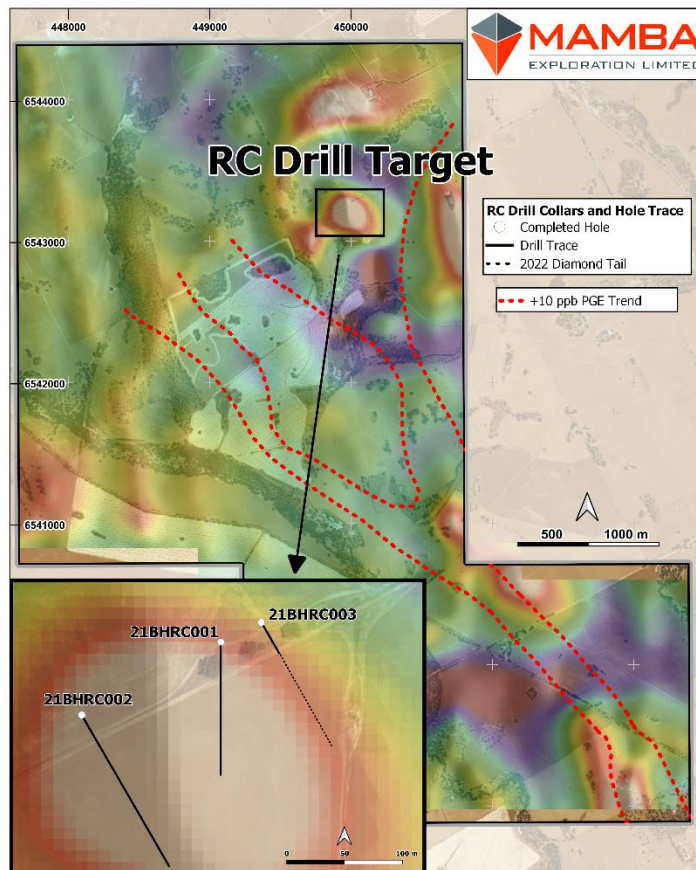 448000 449000 450000
MAMBA
EXPLORATION LIMITED
6544000
RC Drill Target
6543000
RC Drill Collars and Hole Trace
Completed Hole
Drill Trace
2022 Diamond Tail
+10 ppb PGE Trend
6542000
6541000
500 1000 m
21BHRC003
21BHRC001
21BHRC002
0 50 100 m